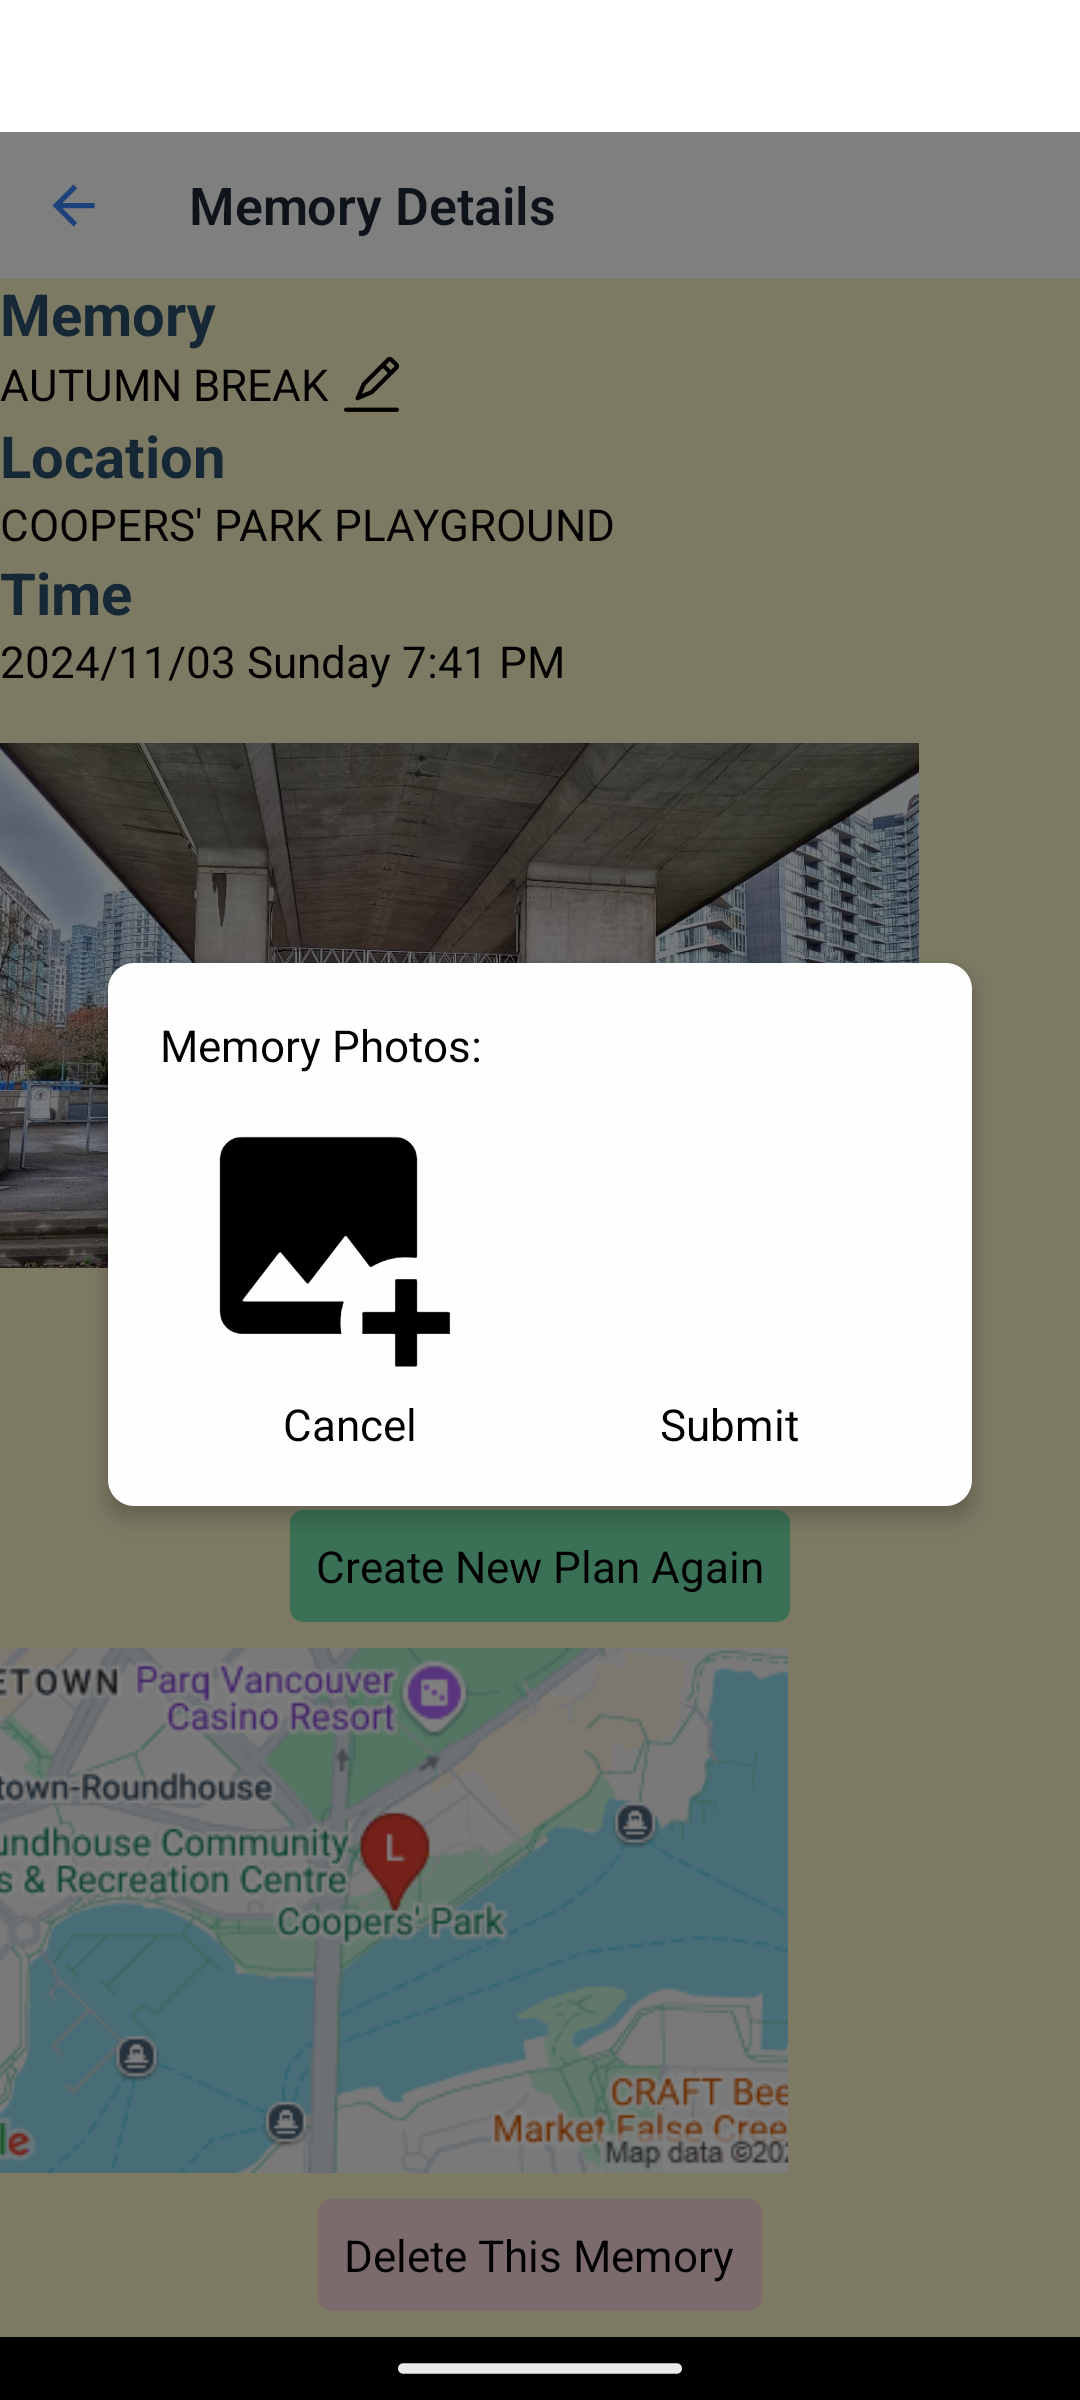 Memory Details
Memory
AUTUMN BREAK
Location
COOPERS' PARK PLAYGROUND
Time
2024/11/03 Sunday 7:41 PM
Memory Photos:
Cancel
Submit
Create New Plan Again
ETOWN
Parq Vancouver
Casino Resort
town-Roundhouse
undhouse Community
s & Recreation Centre
L
Coopers' Park
CRAFT Bee
Market False Cree
le
Map data ©202
Delete This Memory